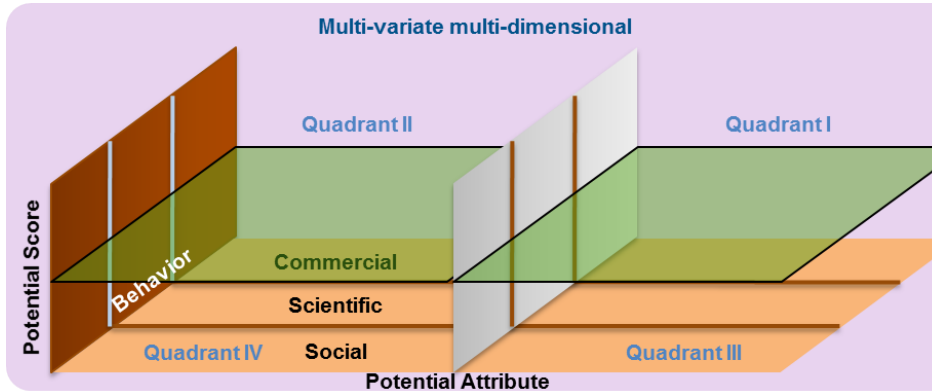 Multi-variate multi-dimensional
Quadrant II
Quadrant I
Potential Score
Behavior
Commercial
Scientific
Social
Quadrant IV
Quadrant III
Potential Attribute